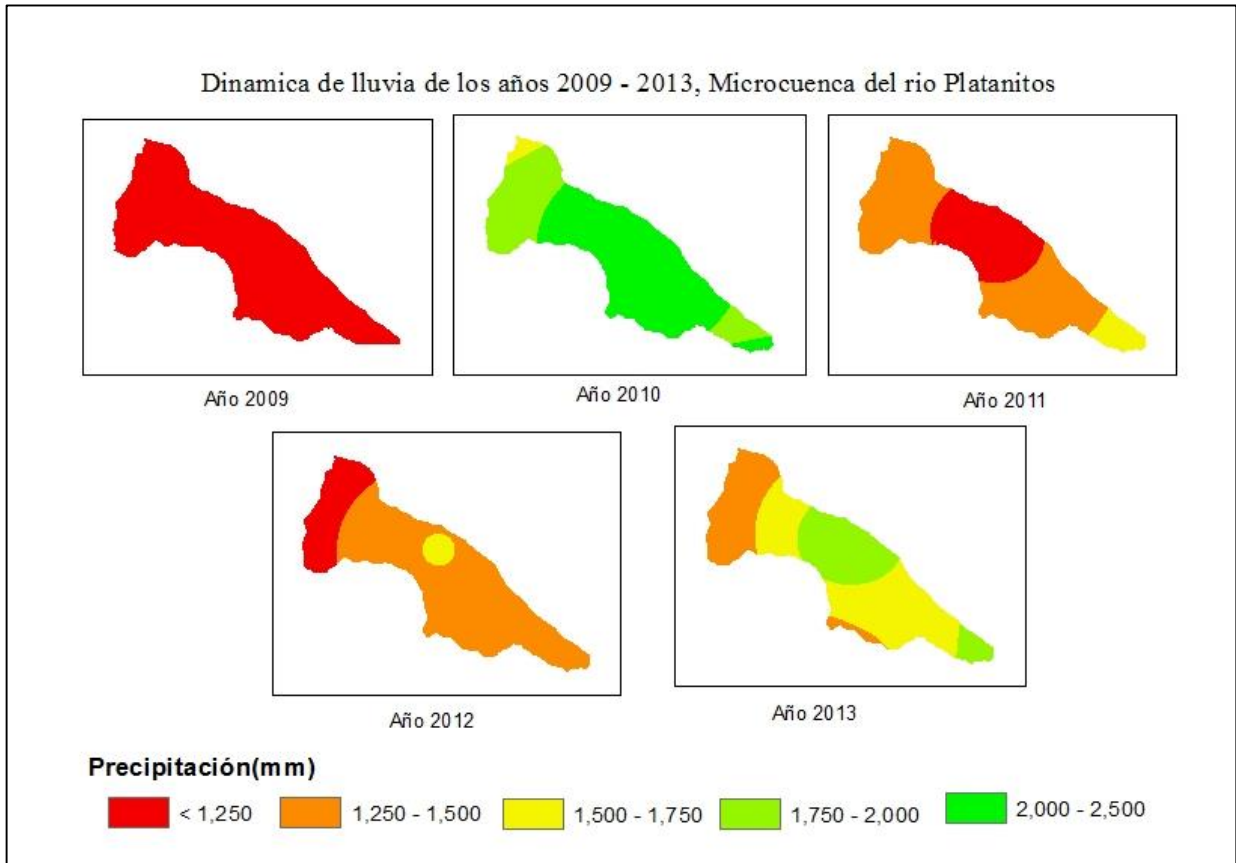 Dinamica de lluvia de los años 2009 - 2013, Microcuenca del rio Platanitos
Año 2009
Año 2010
Año 2011
Año 2012
Año 2013
Precipitación(mm)
< 1,250
1,250 - 1,500
1,500 - 1,750
1,750 - 2,000
2,000 - 2,500